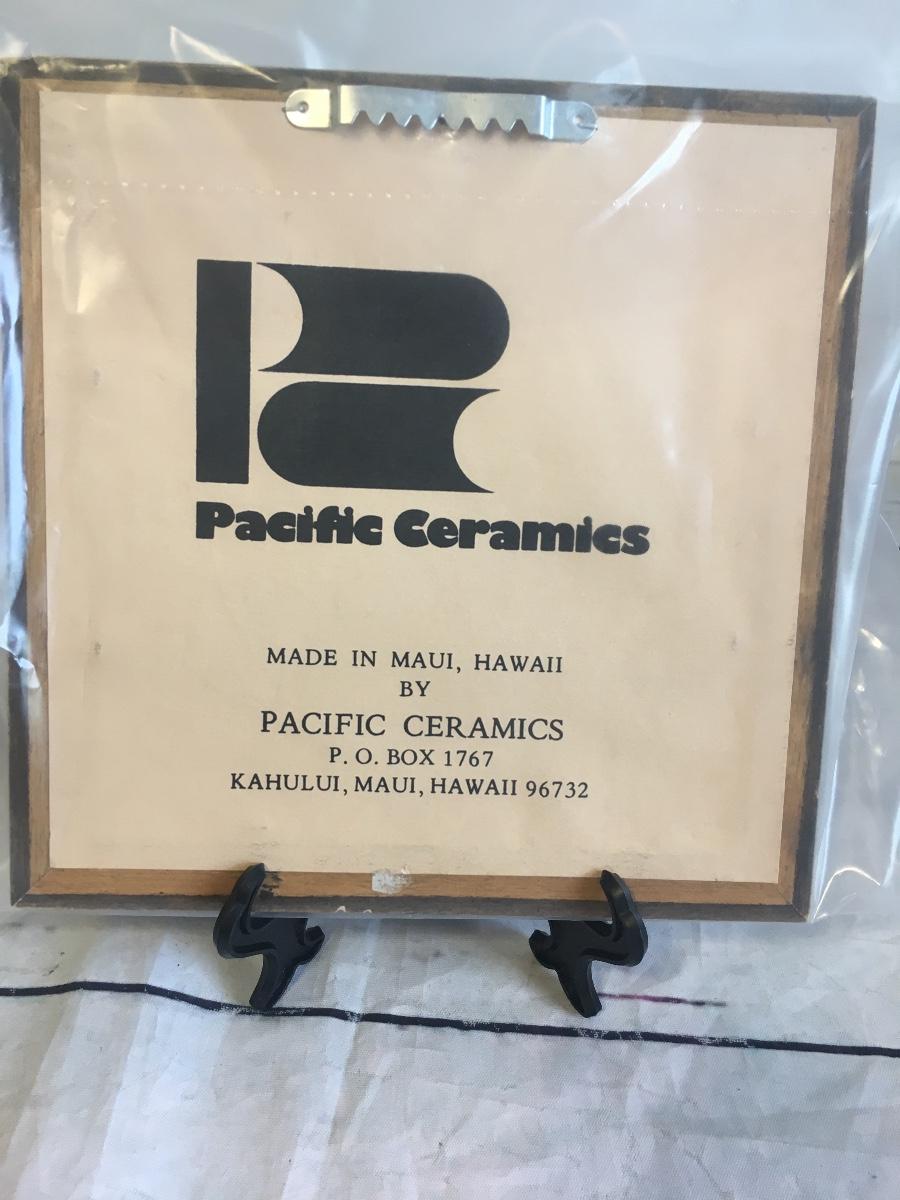 Pacific Ceramics
MADE IN MAUI, HAWAII
BY
PACIFIC CERAMICS
P. O. BOX 1767
KAHULUI, MAUI, HAWAII 96732